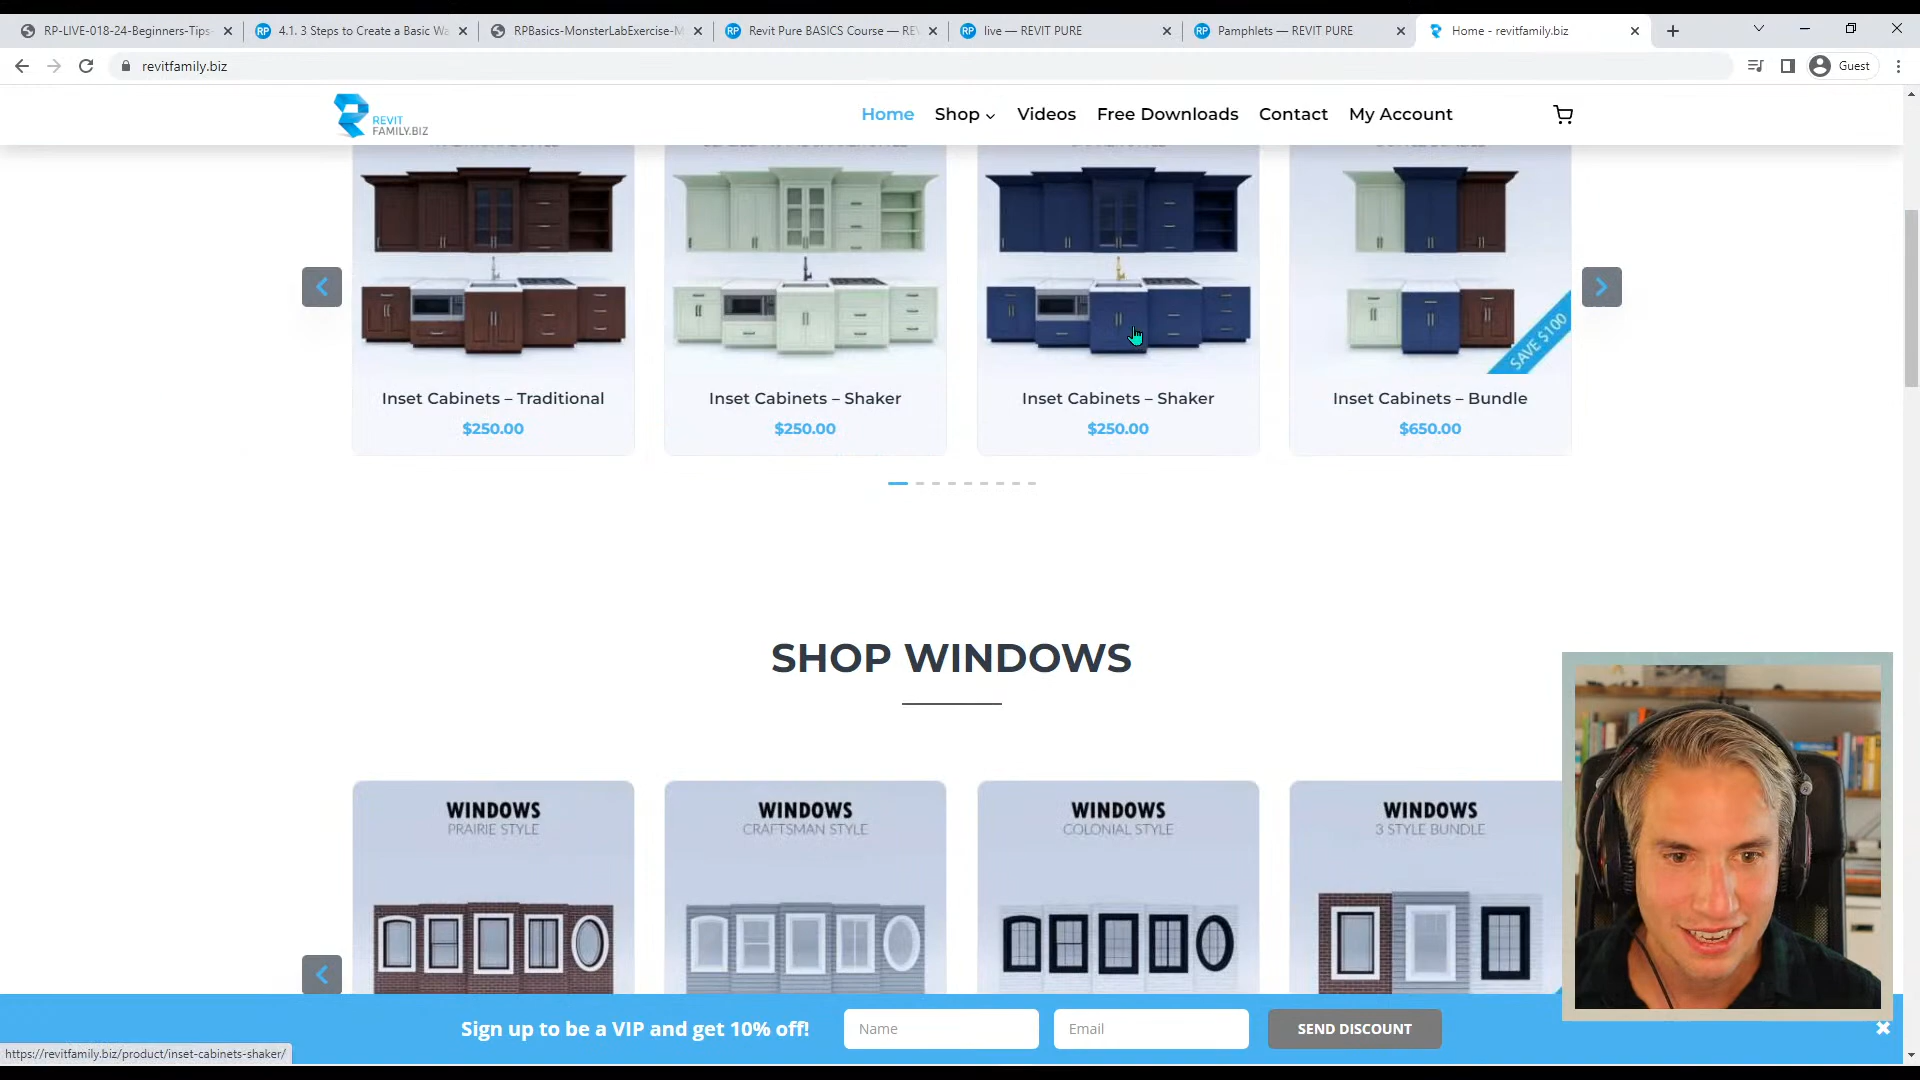 RP-LIVE-018-24-Beginners-Tips-
4.1. 3 Steps to Create a Basic Wa
RPBasics-MonsterLabExercise-M
Revit Pure BASICS Course — REV
live — REVIT PURE
Pamphlets — REVIT PURE
Home - revitfamily.biz
revitfamily.biz
Guest
REVIT
FAMILY.BIZ
Home
Shop
Videos
Free Downloads
Contact
My Account
SAVE $100
Inset Cabinets – Traditional
$250.00
Inset Cabinets – Shaker
$250.00
Inset Cabinets – Shaker
$250.00
Inset Cabinets – Bundle
$650.00
SHOP WINDOWS
WINDOWS
PRAIRIE STYLE
WINDOWS
CRAFTSMAN STYLE
WINDOWS
COLONIAL STYLE
WINDOWS
3 STYLE BUNDLE
Sign up to be a VIP and get 10% off!
Name
Email
SEND DISCOUNT
https://revitfamily.biz/product/inset-cabinets-shaker/